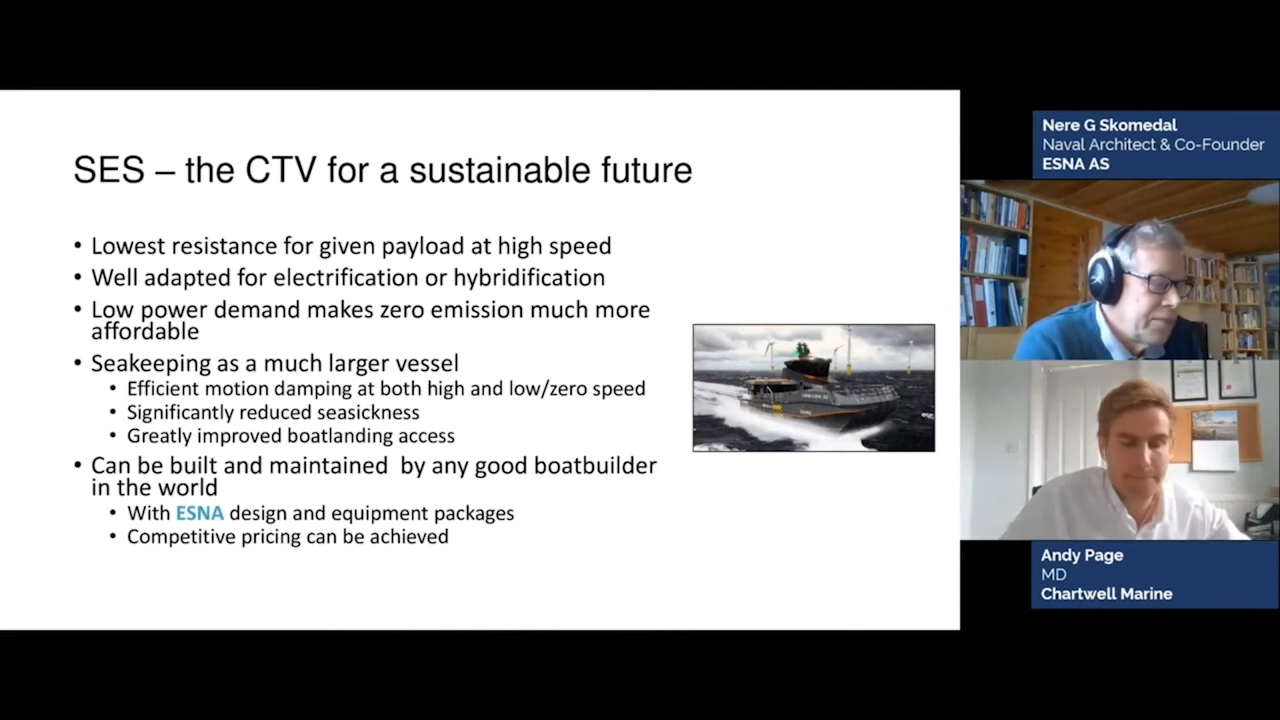 SES – the CTV for a sustainable future
• Lowest resistance for given payload at high speed
• Well adapted for electrification or hybridification
• Low power demand makes zero emission much more
affordable
• Seakeeping as a much larger vessel
• Efficient motion damping at both high and low/zero speed
• Significantly reduced seasickness
• Greatly improved boatlanding access
• Can be built and maintained  by any good boatbuilder
in the world
• With ESNA design and equipment packages
• Competitive pricing can be achieved
Nere G Skomedal
Naval Architect & Co-Founder
ESNA AS
Andy Page
MD
Chartwell Marine